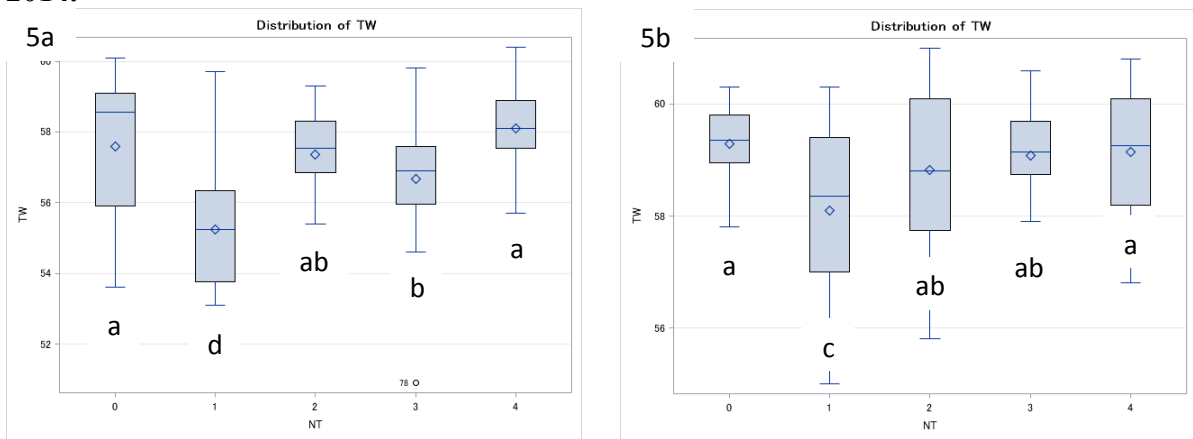 5a
Distribution of TW
60
58
56
54
52
TW
a
d
ab
b
a
78
0 1 2 3 4
NT
5b
Distribution of TW
60
58
56
TW
a
c
ab
ab
a
0 1 2 3 4
NT